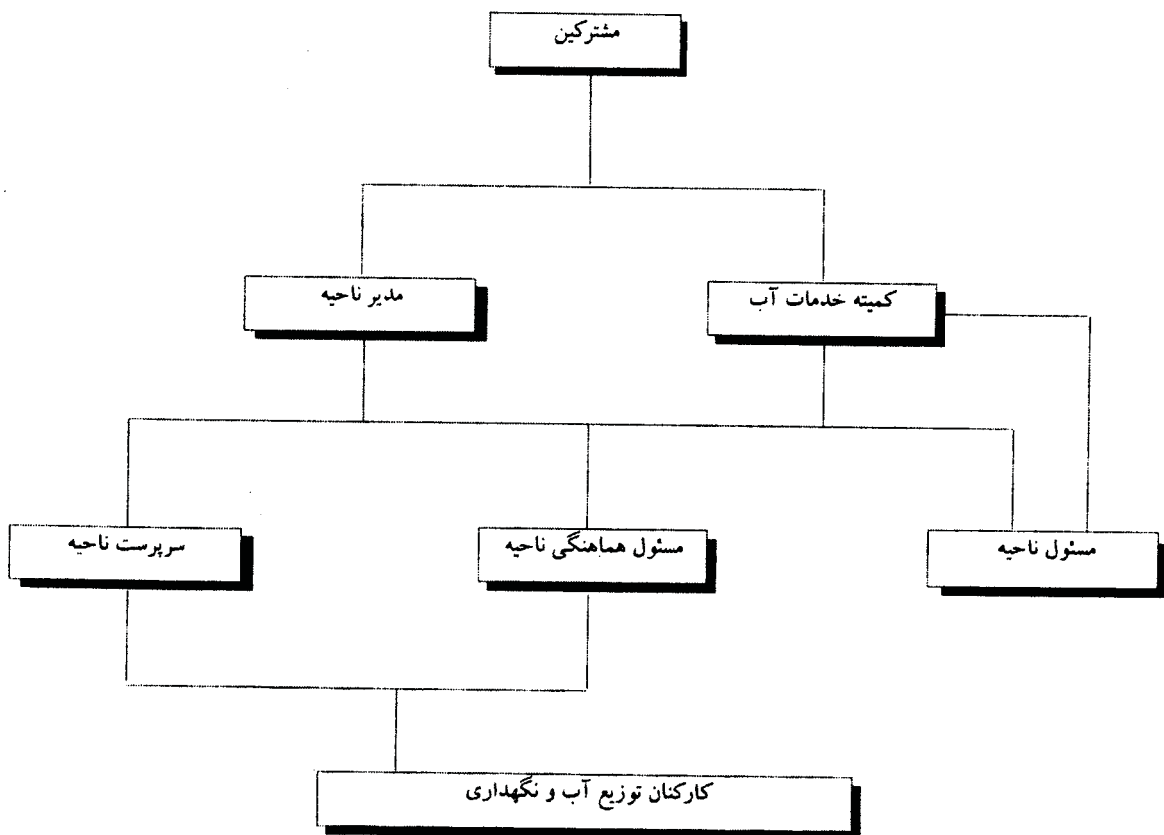 مشترکین
کمیته خدمات آب
مدیر ناحیه
مسئول ناحیه
مسئول هماهنگی ناحیه
سرپرست ناحیه
کارکنان توزیع آب و نگهداری